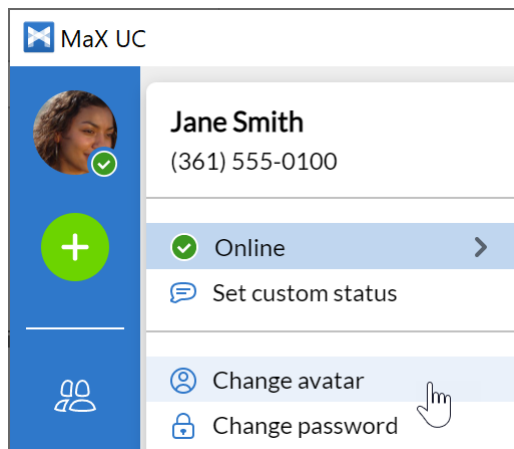 MaX UC
Jane Smith
(361) 555-0100
Online
Set custom status
Change avatar
Change password